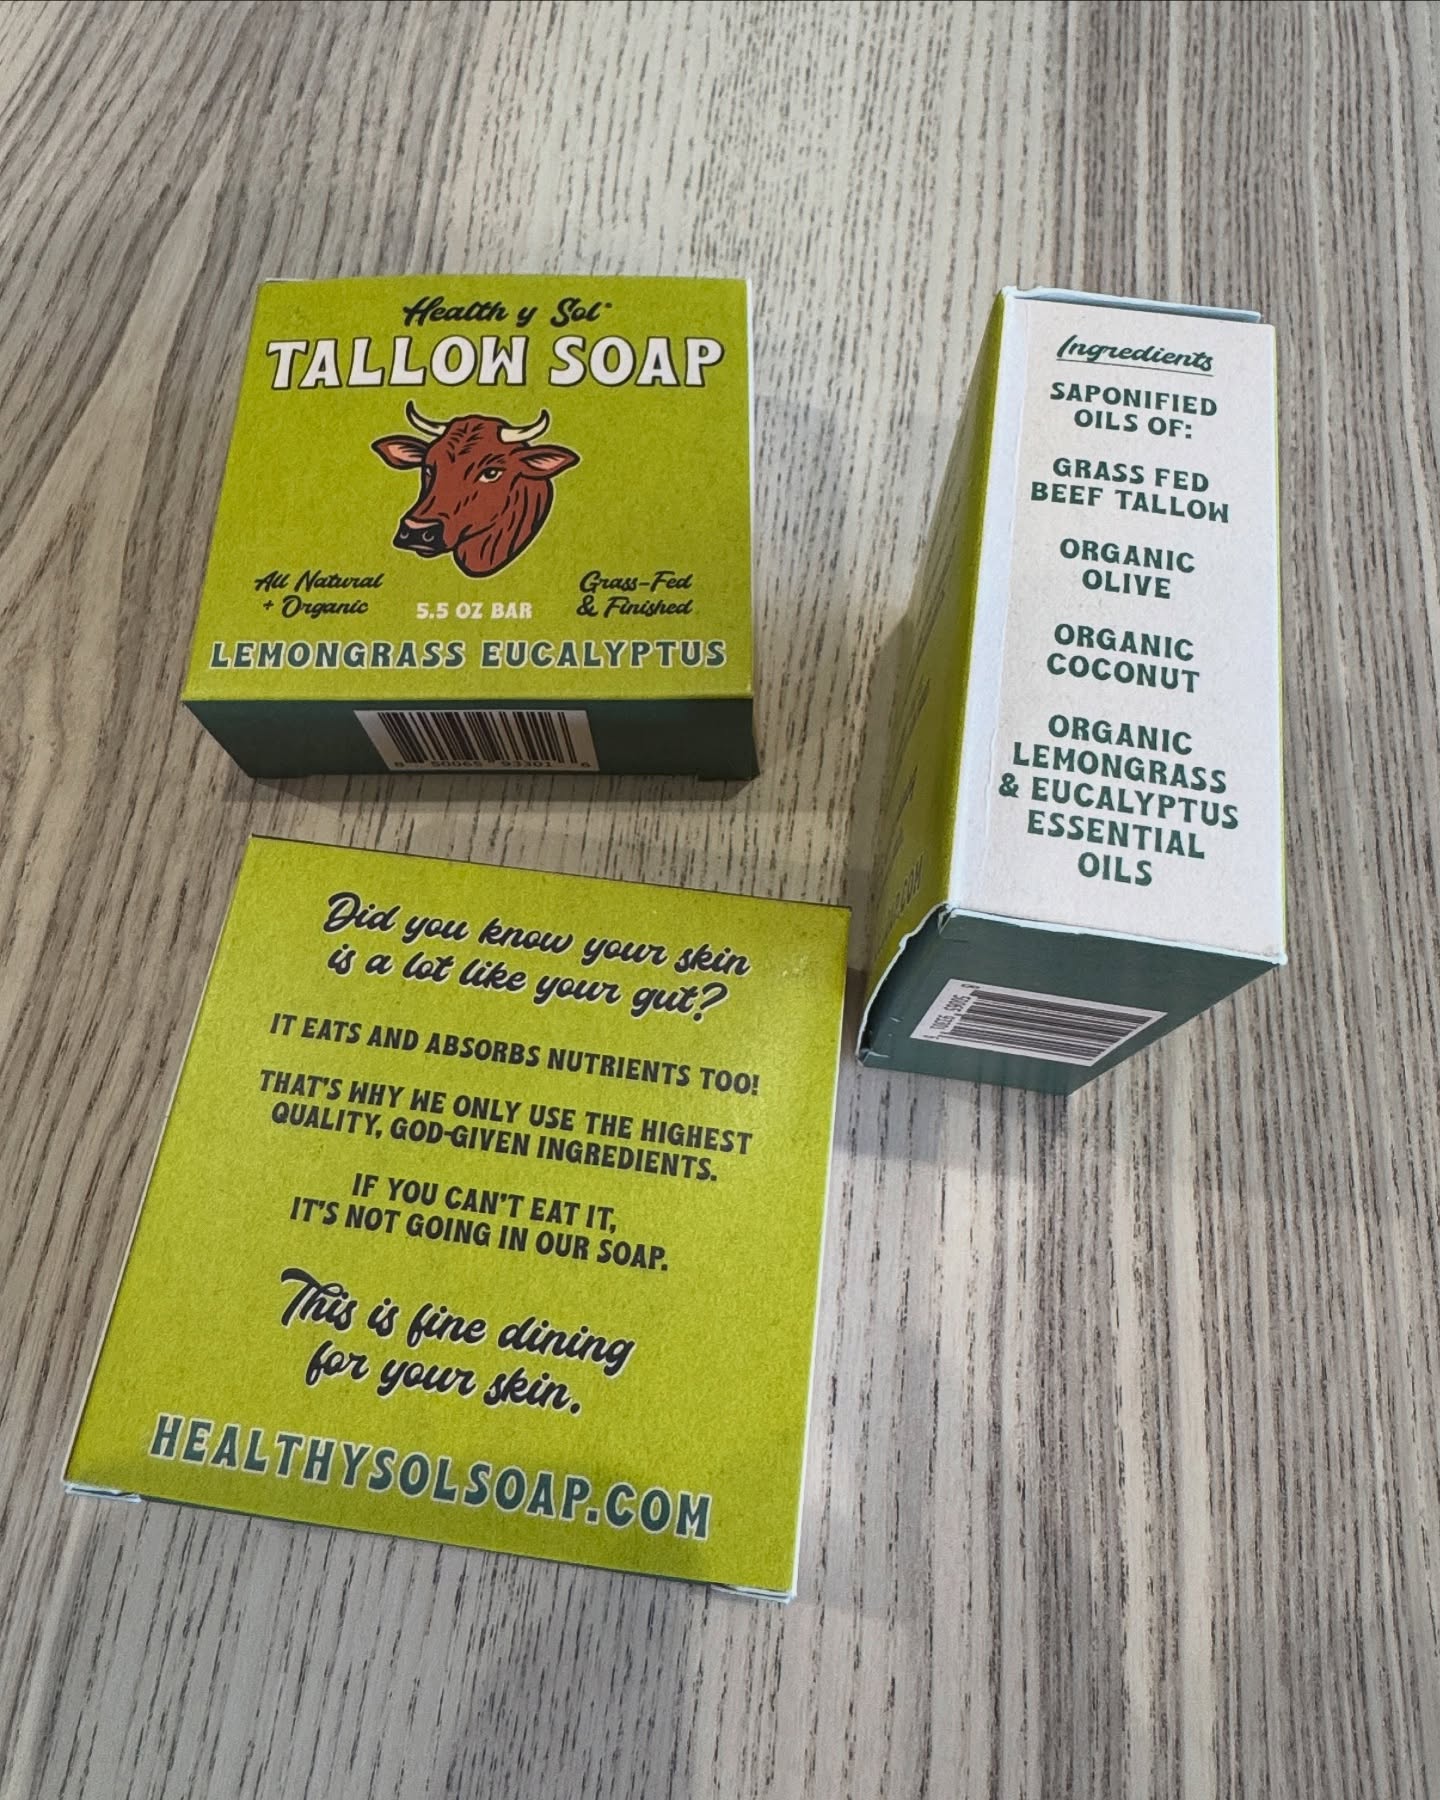 Health y Sol
TALLOW SOAP
All Natural
+ Organic
5.5 OZ BAR
Grass-Fed
& Finished
LEMONGRASS EUCALYPTUS
8 50065 93301 6
Ingredients
SAPONIFIED
OILS OF:
GRASS FED
BEEF TALLOW
ORGANIC
OLIVE
ORGANIC
COCONUT
ORGANIC
LEMONGRASS
& EUCALYPTUS
ESSENTIAL
OILS
Did you know your skin
is a lot like your gut?
IT EATS AND ABSORBS NUTRIENTS TOO!
THAT'S WHY WE ONLY USE THE HIGHEST
QUALITY, GOD-GIVEN INGREDIENTS.
IF YOU CAN'T EAT IT,
IT'S NOT GOING IN OUR SOAP.
This is fine dining
for your skin.
HEALTHYSOLSOAP.COM